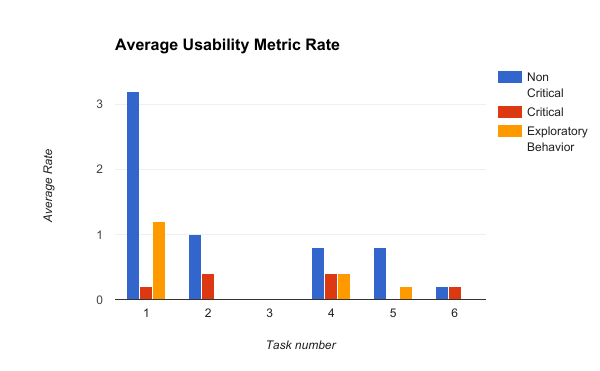 Average Usability Metric Rate
Non
Critical
Critical
Exploratory
Behavior
3
2
1
0
Average Rate
1 2 3 4 5 6
Task number